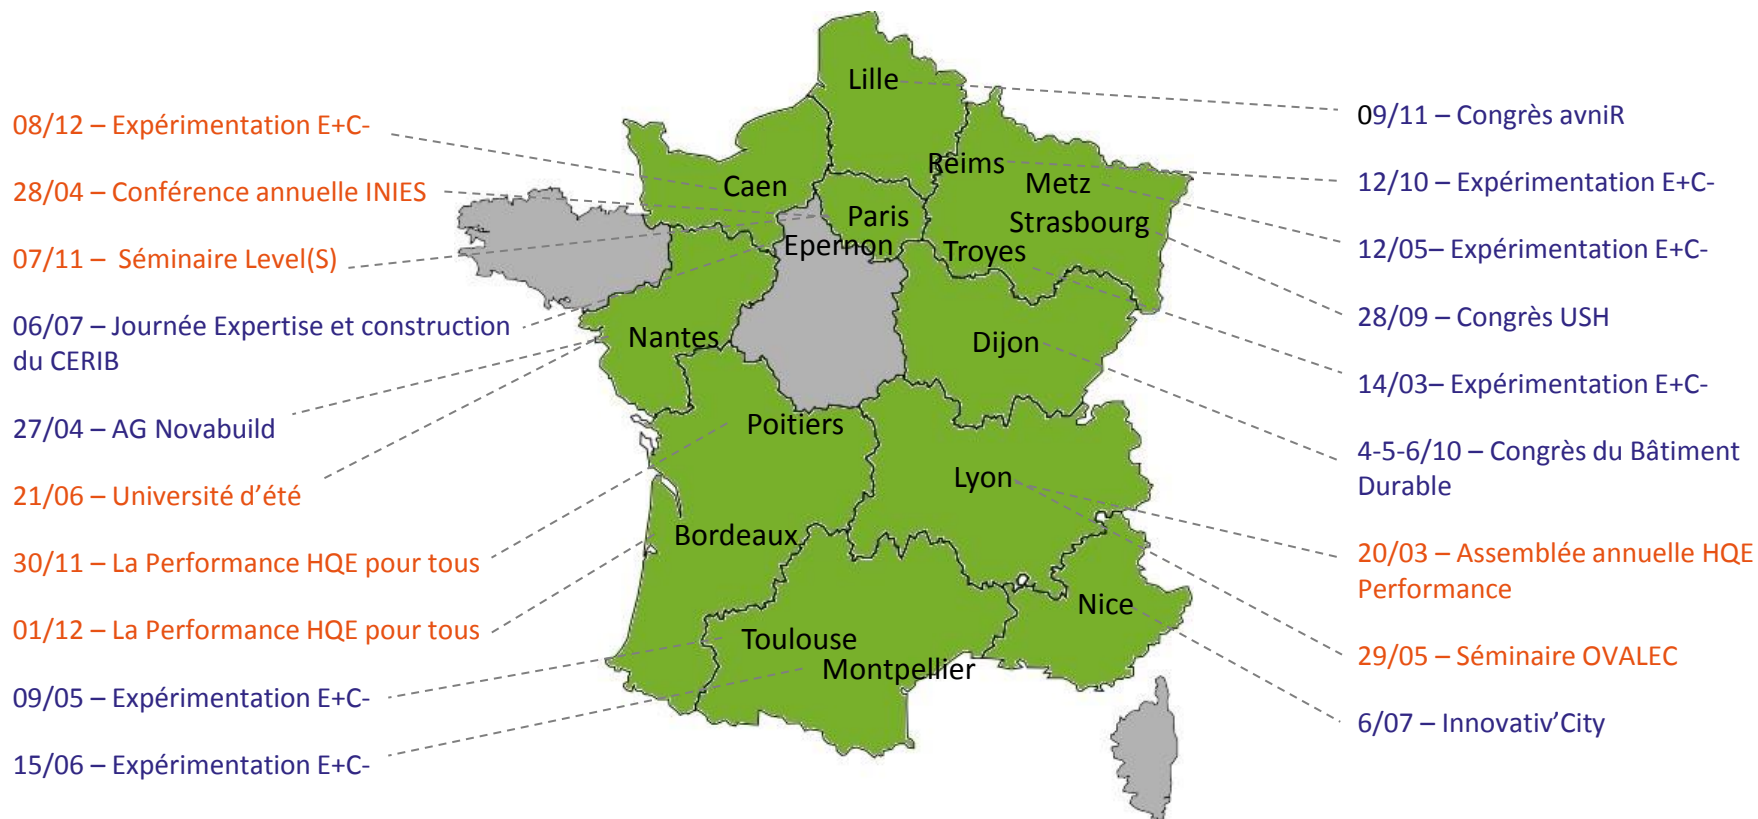 08/12 – Expérimentation E+C-
28/04 – Conférence annuelle INIES
07/11 – Séminaire Level(S)
06/07 – Journée Expertise et construction
du CERIB
27/04 – AG Novabuild
21/06 – Université d’été
30/11 – La Performance HQE pour tous
01/12 – La Performance HQE pour tous
09/05 – Expérimentation E+C-
15/06 – Expérimentation E+C-
Lille
Reims
Caen
Metz
Paris
Strasbourg
Epernon
Troyes
Nantes
Dijon
Poitiers
Lyon
Bordeaux
Nice
Toulouse
Montpellier
09/11 – Congrès avniR
12/10 – Expérimentation E+C-
12/05– Expérimentation E+C-
28/09 – Congrès USH
14/03– Expérimentation E+C-
4-5-6/10 – Congrès du Bâtiment
Durable
20/03 – Assemblée annuelle HQE
Performance
29/05 – Séminaire OVALEC
6/07 – Innovativ’City